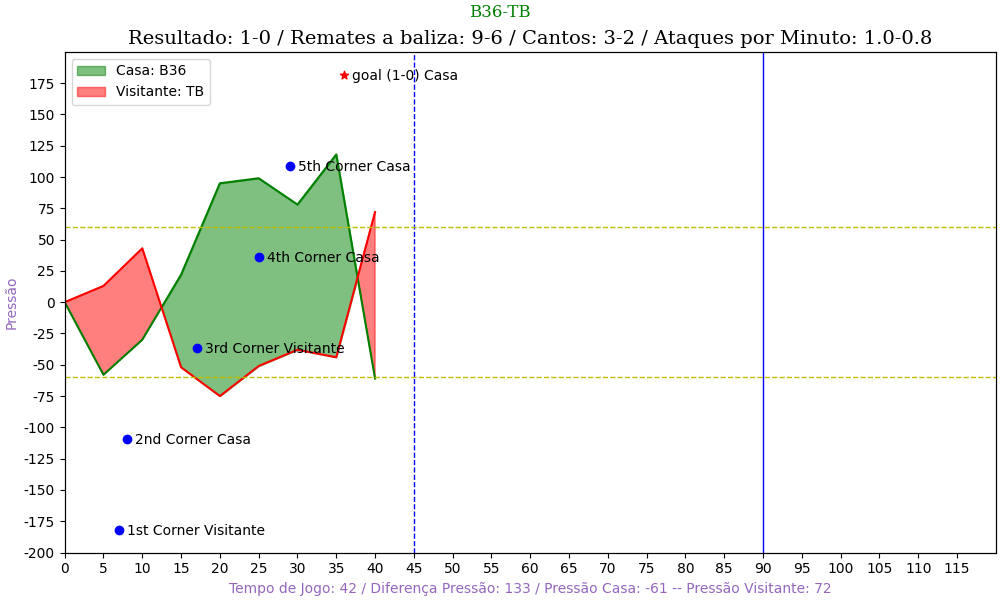 B36-TB
Resultado: 1-0 / Remates a baliza: 9-6 / Cantos: 3-2 / Ataques por Minuto: 1.0-0.8
Casa: B36
Visitante: TB
goal (1-0) Casa
5th Corner Casa
4th Corner Casa
3rd Corner Visitante
2nd Corner Casa
1st Corner Visitante
Pressão
175
150
125
100
75
50
25
0
-25
-50
-75
-100
-125
-150
-175
-200
0 5 10 15 20 25 30 35 40 45 50 55 60 65 70 75 80 85 90 95 100 105 110 115
Tempo de Jogo: 42 / Diferença Pressão: 133 / Pressão Casa: -61 -- Pressão Visitante: 72